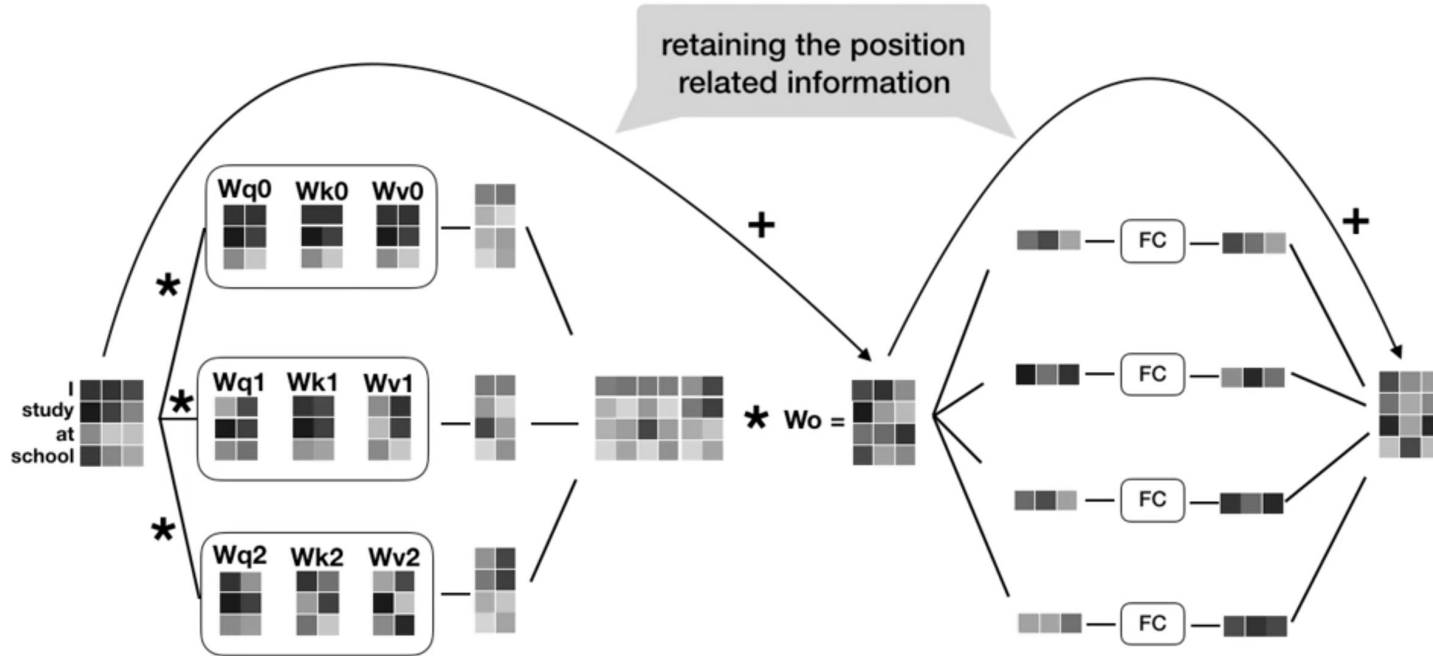 retaining the position
related information
+
+
Wq0 Wk0 Wv0
*
FC
I
study
at
school
*
Wq1 Wk1 Wv1
* Wo =
FC
*
Wq2 Wk2 Wv2
FC
FC